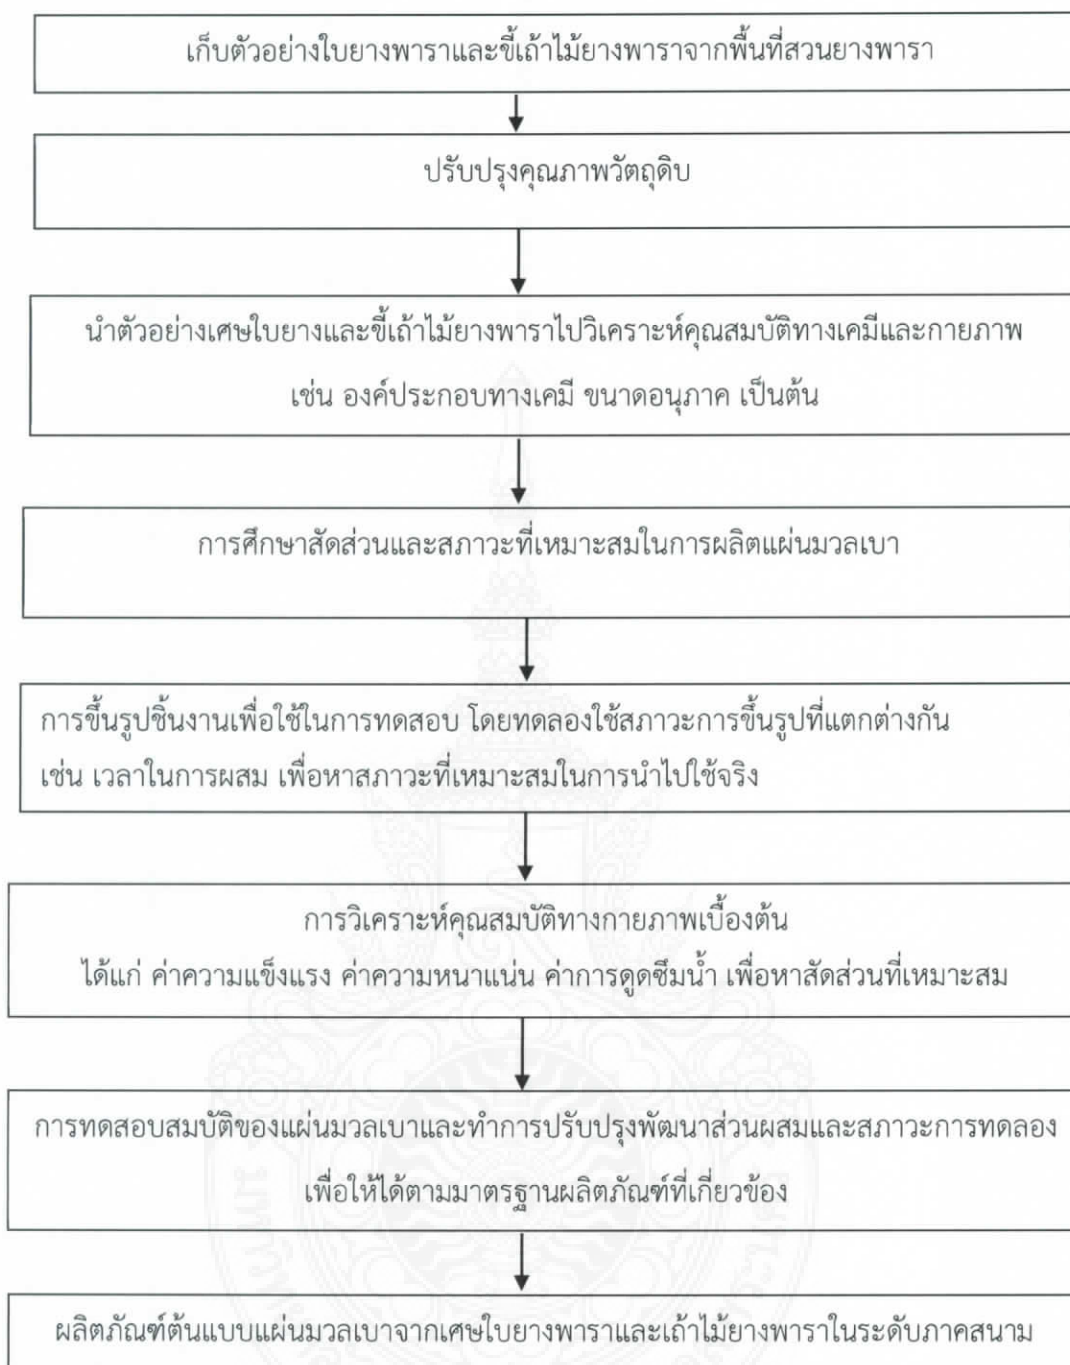 เก็บตัวอย่างใบยางพาราและขี้เถ้าไม้ยางพาราจากพื้นที่สวนยางพารา
ปรับปรุงคุณภาพวัตถุดิบ
นำตัวอย่างเศษใบยางและขี้เถ้าไม้ยางพาราไปวิเคราะห์คุณสมบัติทางเคมีและกายภาพ
เช่น องค์ประกอบทางเคมี ขนาดอนุภาค เป็นต้น
การศึกษาสัดส่วนและสภาวะที่เหมาะสมในการผลิตแผ่นมวลเบา
การขึ้นรูปชิ้นงานเพื่อใช้ในการทดสอบ โดยทดลองใช้สภาวะการขึ้นรูปที่แตกต่างกัน
เช่น เวลาในการผสม เพื่อหาสภาวะที่เหมาะสมในการนำไปใช้จริง
การวิเคราะห์คุณสมบัติทางกายภาพเบื้องต้น
ได้แก่ ค่าความแข็งแรง ค่าความหนาแน่น ค่าการดูดซึมน้ำ เพื่อหาสัดส่วนที่เหมาะสม
การทดสอบสมบัติของแผ่นมวลเบาและทำการปรับปรุงพัฒนาส่วนผสมและสภาวะการทดลอง
เพื่อให้ได้ตามมาตรฐานผลิตภัณฑ์ที่เกี่ยวข้อง
ผลิตภัณฑ์ต้นแบบแผ่นมวลเบาจากเศษใบยางพาราและเถ้าไม้ยางพาราในระดับภาคสนาม